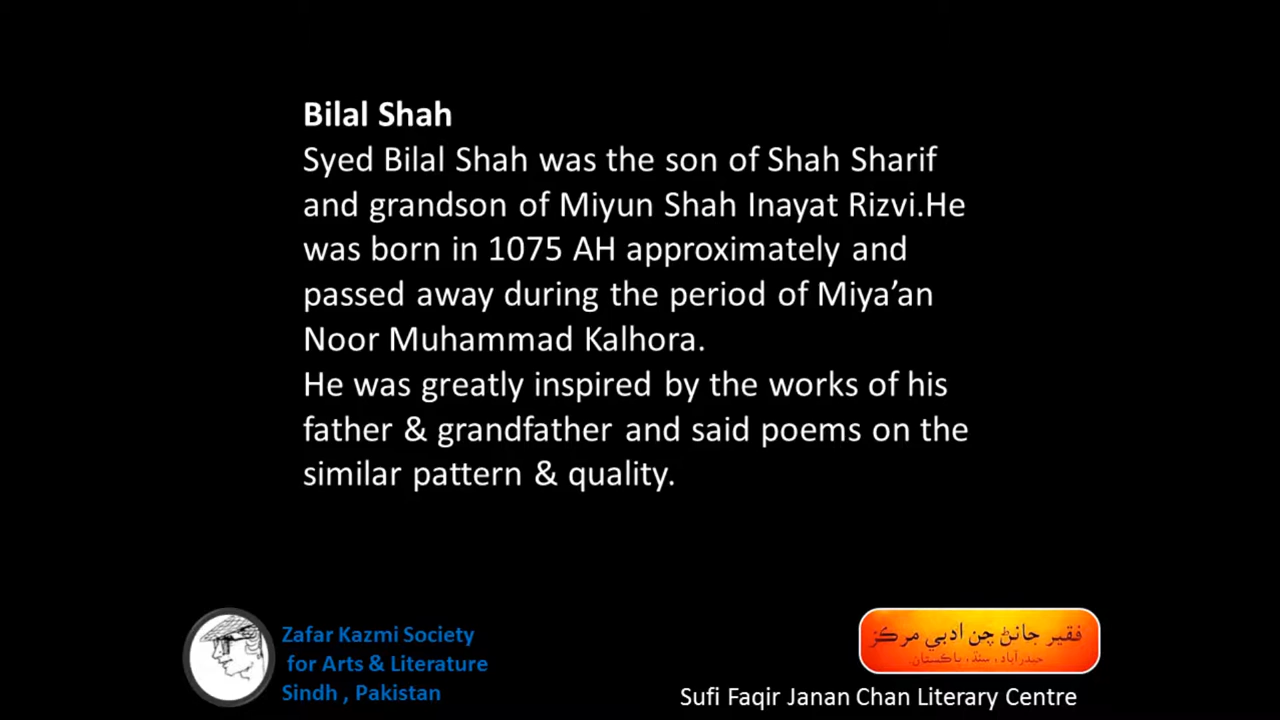 Bilal Shah
Syed Bilal Shah was the son of Shah Sharif
and grandson of Miyun Shah Inayat Rizvi.He
was born in 1075 AH approximately and
passed away during the period of Miya’an
Noor Muhammad Kalhora.
He was greatly inspired by the works of his
father & grandfather and said poems on the
similar pattern & quality.
Zafar Kazmi Society
for Arts & Literature
Sindh , Pakistan
فقير جانڻ چن ادبي مرڪز
حيدرآباد، سنڌ، پاڪستان.
Sufi Faqir Janan Chan Literary Centre